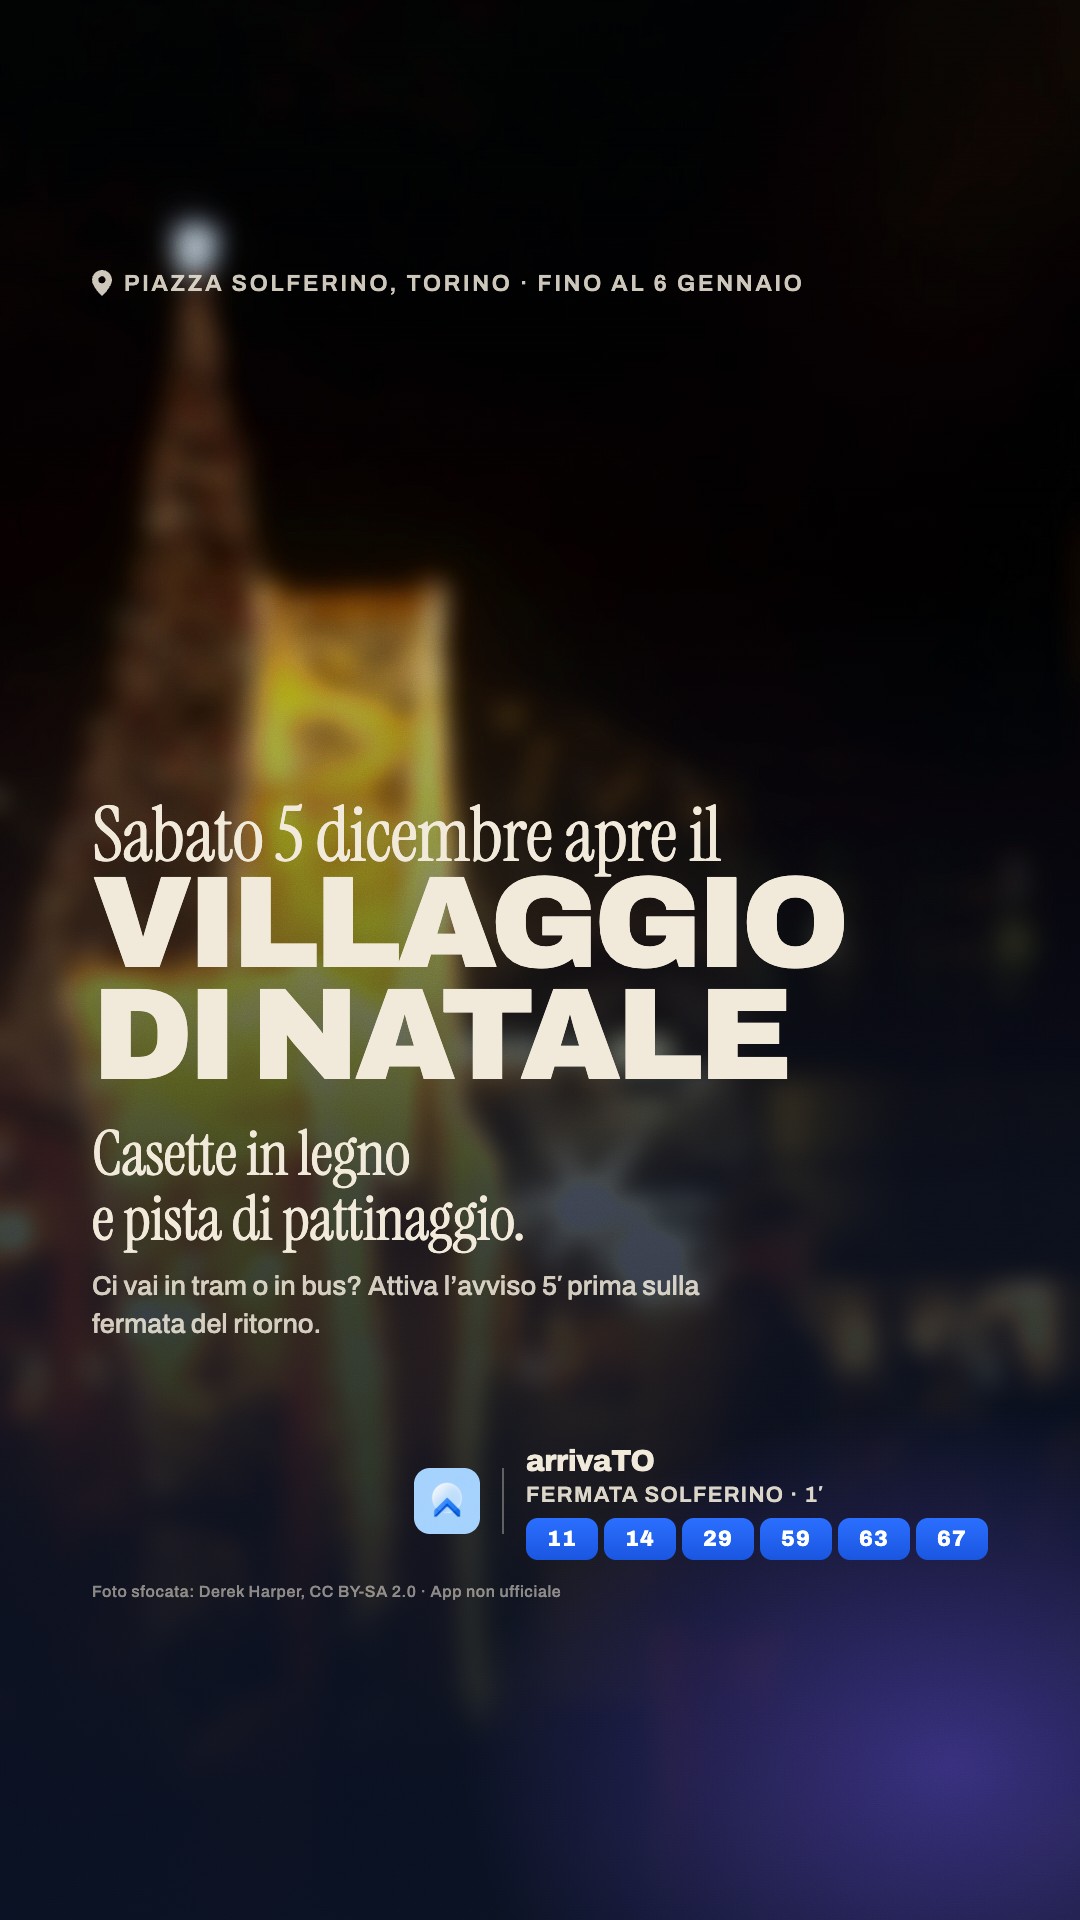 PIAZZA SOLFERINO, TORINO · FINO AL 6 GENNAIO
Sabato 5 dicembre apre il
VILLAGGIO
DI NATALE
Casette in legno
e pista di pattinaggio.
Ci vai in tram o in bus? Attiva l’avviso 5′ prima sulla
fermata del ritorno.
arrivaTO
FERMATA SOLFERINO · 1′
11 14 29 59 63 67
Foto sfocata: Derek Harper, CC BY-SA 2.0 · App non ufficiale